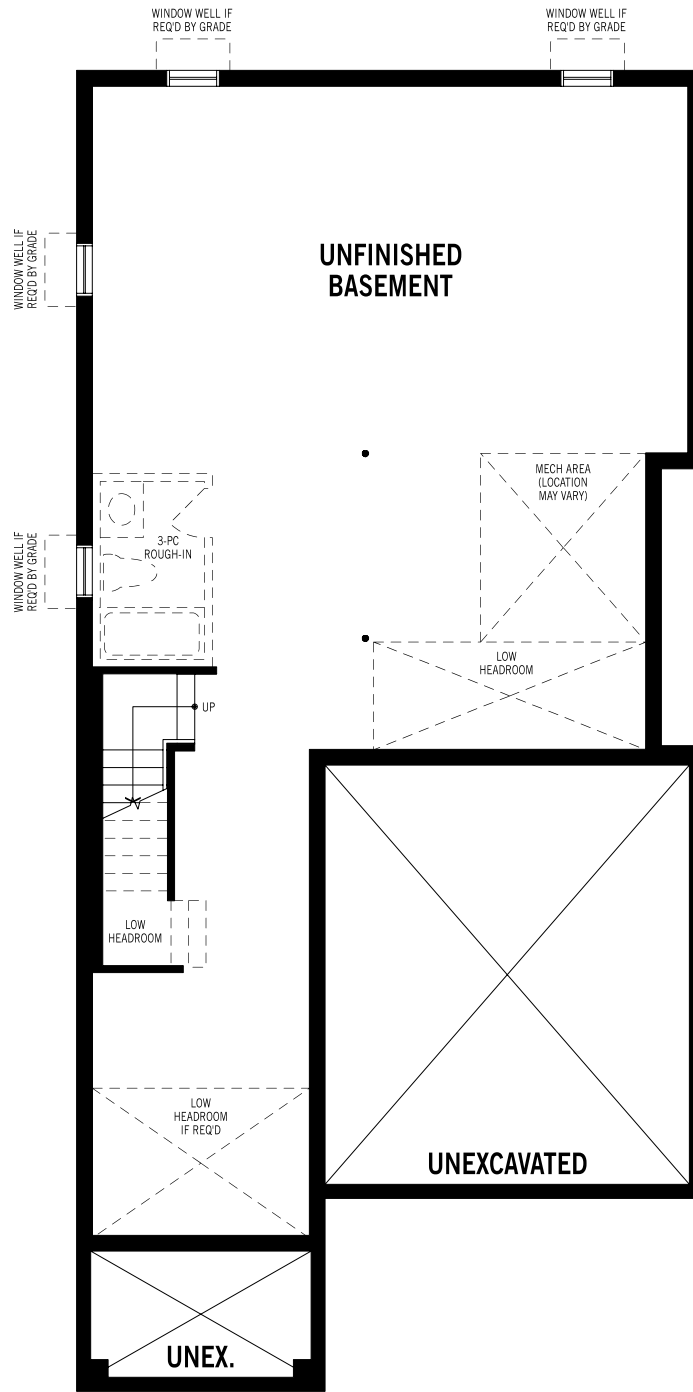 WINDOW WELL IF
REQ'D BY GRADE
WINDOW WELL IF
REQ'D BY GRADE
WINDOW WELL IF
REQ'D BY GRADE
UNFINISHED
BASEMENT
MECH AREA
(LOCATION
MAY VARY)
WINDOW WELL IF
REQ'D BY GRADE
3-PC
ROUGH-IN
LOW
HEADROOM
UP
LOW
HEADROOM
LOW
HEADROOM
IF REQ'D
UNEXCAVATED
UNEX.